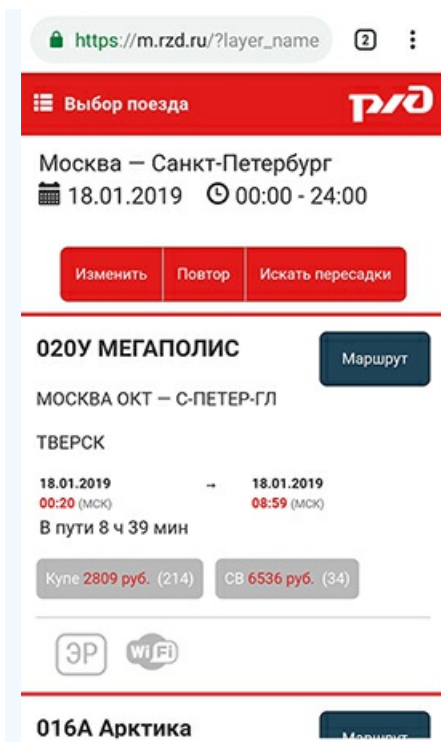 https://m.rzd.ru/?layer_name 2
Выбор поезда
ржд
Москва — Санкт-Петербург
18.01.2019 00:00 - 24:00
Изменить Повтор Искать пересадки
020У МЕГАПОЛИС
Маршрут
МОСКВА ОКТ — С-ПЕТЕР-ГЛ
ТВЕРСК
18.01.2019 → 18.01.2019
00:20 (МСК) 08:59 (МСК)
В пути 8 ч 39 мин
Купе 2809 руб. (214) СВ 6536 руб. (34)
ЭР WiFi
016А Арктика
Маршрут